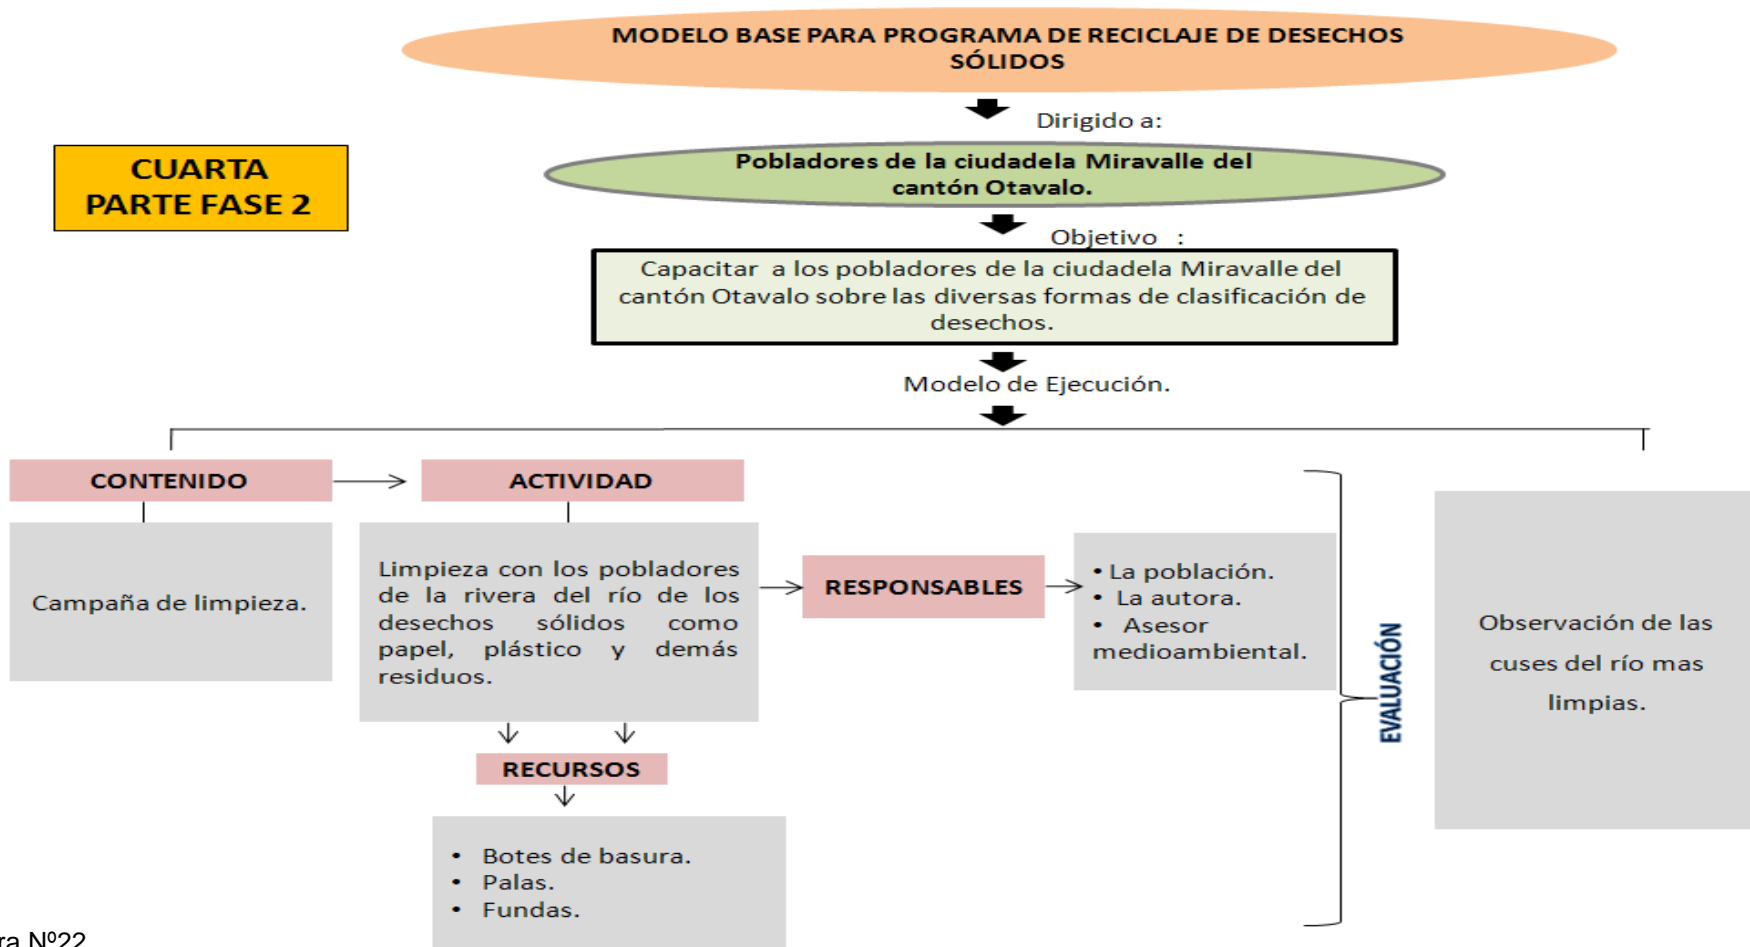 MODELO BASE PARA PROGRAMA DE RECICLAJE DE DESECHOS
SÓLIDOS
Dirigido a:
CUARTA
PARTE FASE 2
Pobladores de la ciudadela Miravalle del
cantón Otavalo.
Objetivo :
Capacitar a los pobladores de la ciudadela Miravalle del
cantón Otavalo sobre las diversas formas de clasificación de
desechos.
Modelo de Ejecución.
CONTENIDO
Campaña de limpieza.
ACTIVIDAD
Limpieza con los pobladores
de la rivera del río de los
desechos sólidos como
papel, plástico y demás
residuos.
RECURSOS
• Botes de basura.
• Palas.
• Fundas.
RESPONSABLES
• La población.
• La autora.
• Asesor
medioambiental.
EVALUACIÓN
Observación de las
cuses del río mas
limpias.
Nº22